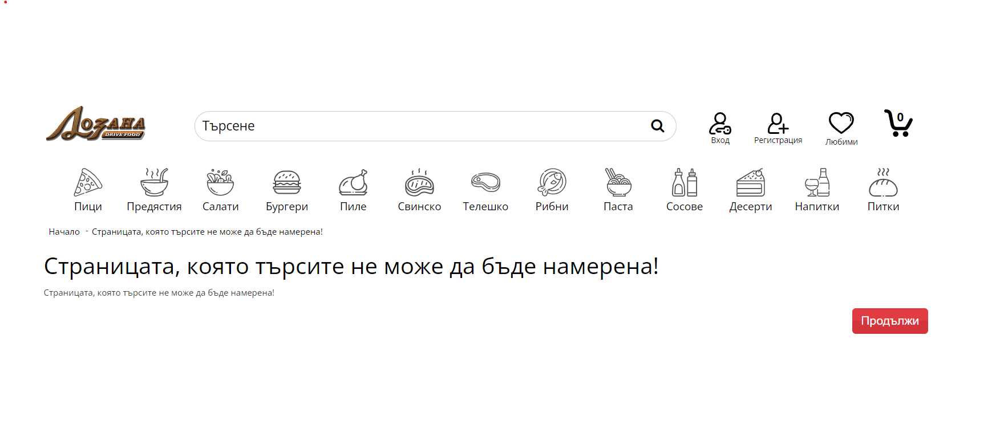 Лозана
DRIVE FOOD
Търсене
Вход
Регистрация
Любими
0
Пици
Предястия
Салати
Бургери
Пиле
Свинско
Телешко
Рибни
Паста
Сосове
Десерти
Напитки
Питки
Начало - Страницата, която търсите не може да бъде намерена!
Страницата, която търсите не може да бъде намерена!
Страницата, която търсите не може да бъде намерена!
Продължи